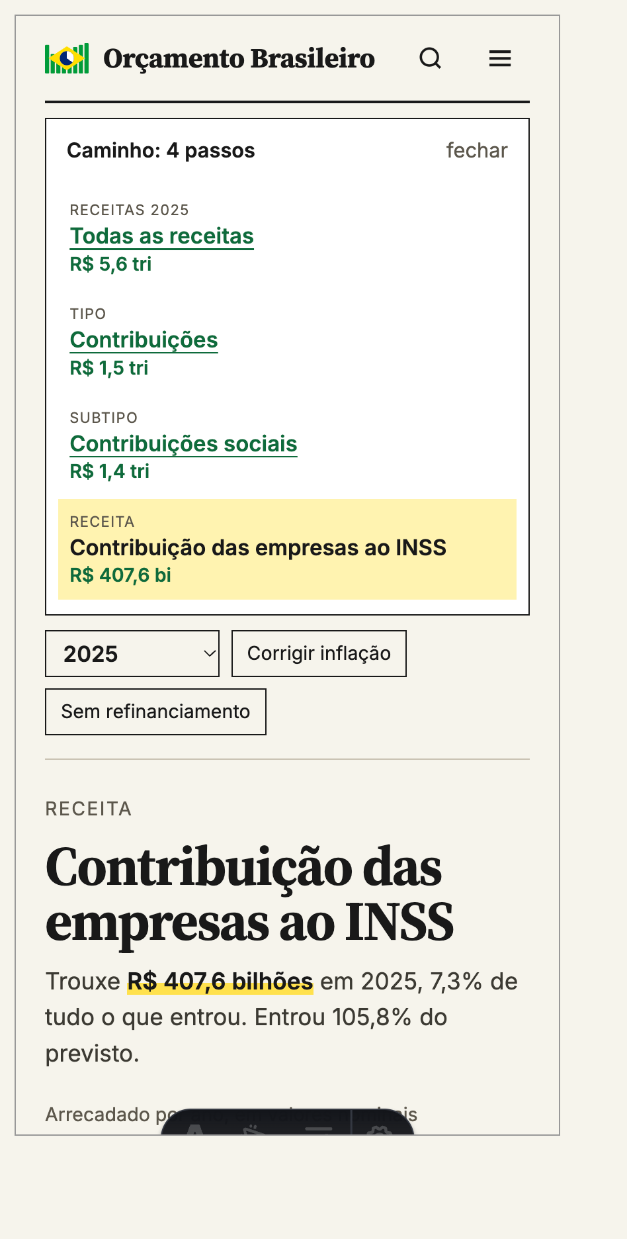 Orçamento Brasileiro
Caminho: 4 passos
fechar
RECEITAS 2025
Todas as receitas
R$ 5,6 tri
TIPO
Contribuições
R$ 1,5 tri
SUBTIPO
Contribuições sociais
R$ 1,4 tri
RECEITA
Contribuição das empresas ao INSS
R$ 407,6 bi
2025
Corrigir inflação
Sem refinanciamento
RECEITA
Contribuição das
empresas ao INSS
Trouxe R$ 407,6 bilhões em 2025, 7,3% de
tudo o que entrou. Entrou 105,8% do
previsto.
Arrecadado